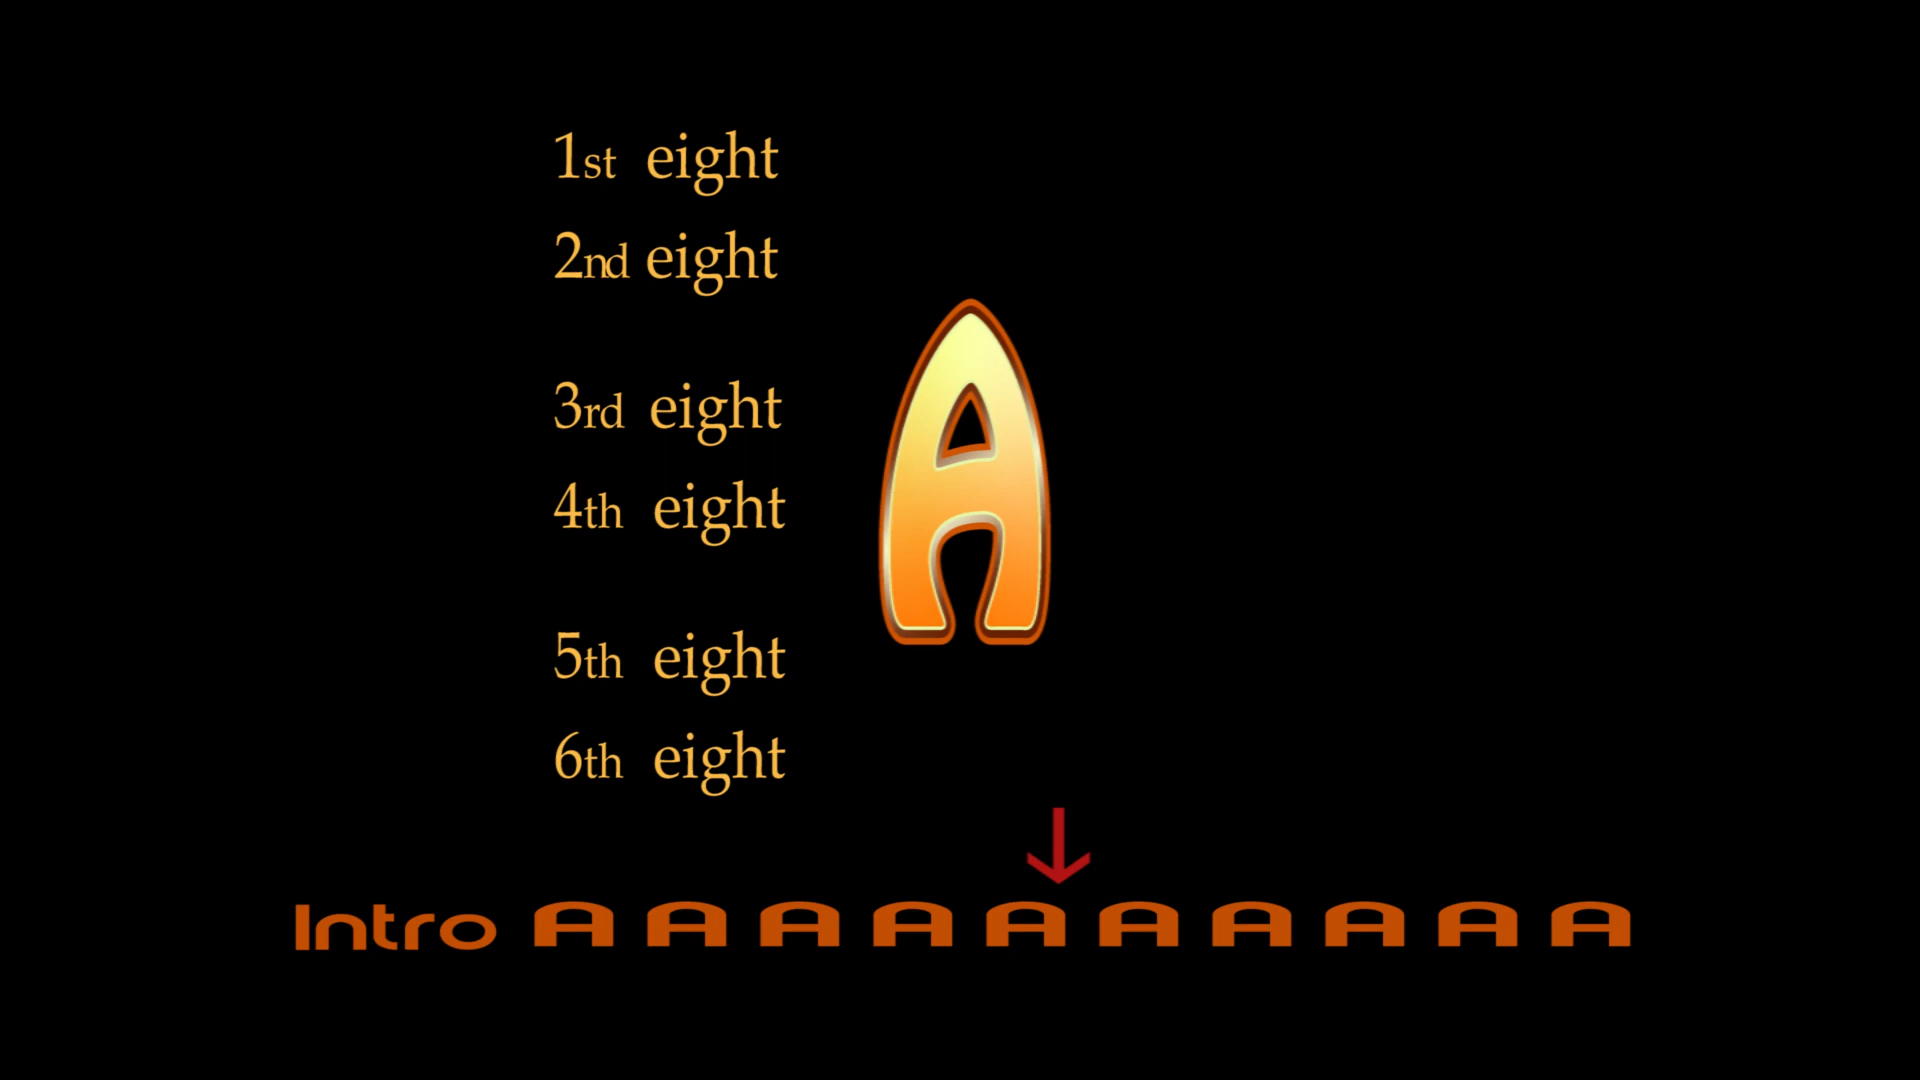 1st eight
2nd eight
A
3rd eight
4th eight
5th eight
6th eight
Intro A A A A A A A A A A